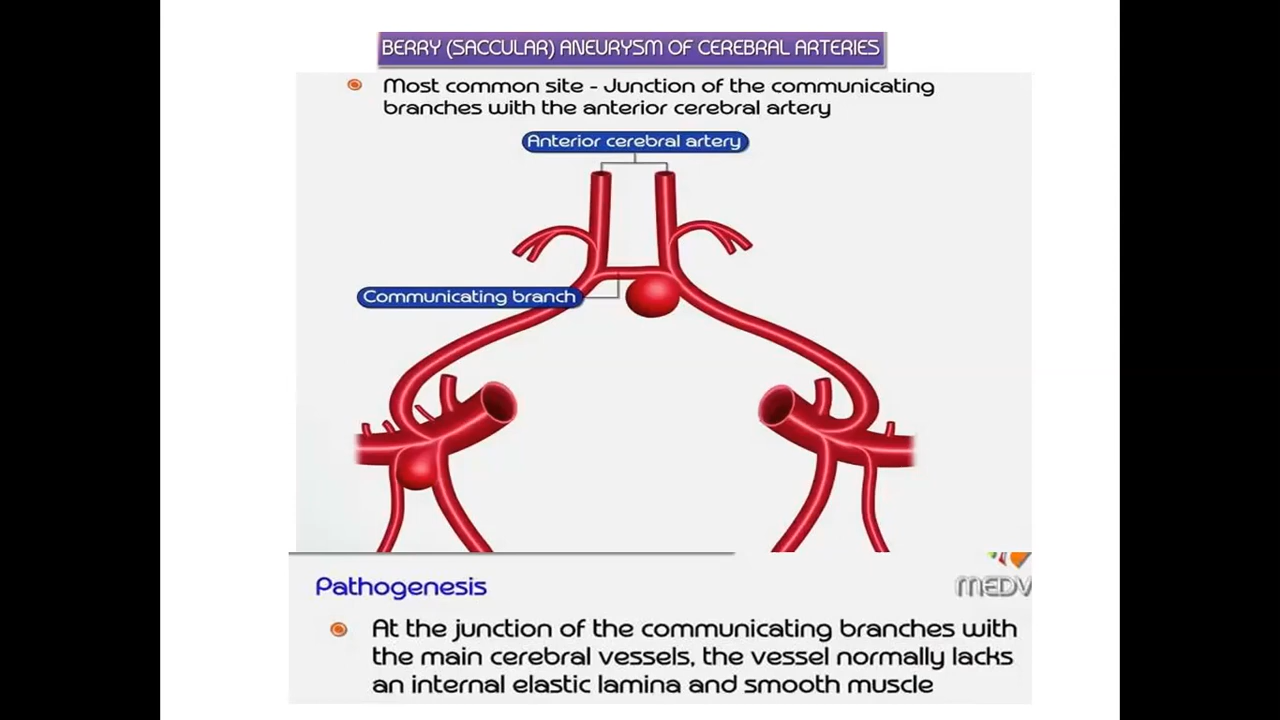 BERRY (SACCULAR) ANEURYSM OF CEREBRAL ARTERIES
Most common site - Junction of the communicating
branches with the anterior cerebral artery
Anterior cerebral artery
Communicating branch
Pathogenesis
MEDV
At the junction of the communicating branches with
the main cerebral vessels, the vessel normally lacks
an internal elastic lamina and smooth muscle